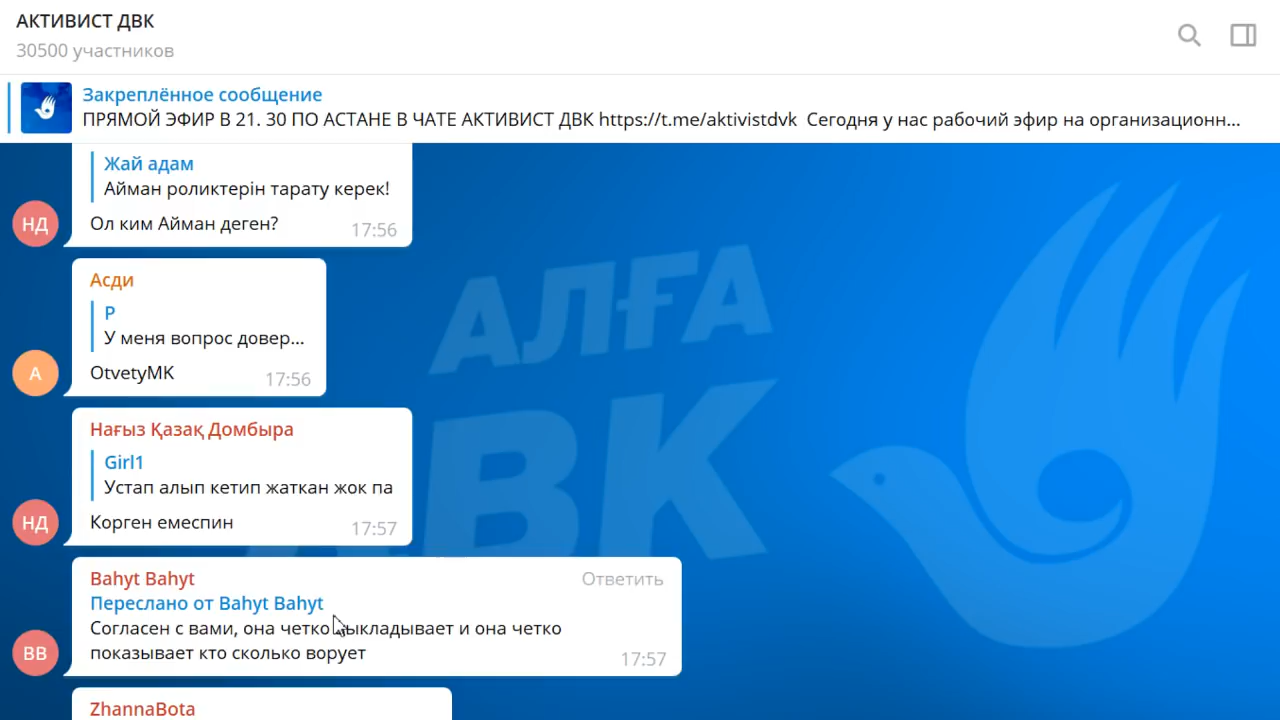 АКТИВИСТ ДВК
30500 участников
Закреплённое сообщение
ПРЯМОЙ ЭФИР В 21. 30 ПО АСТАНЕ В ЧАТЕ АКТИВИСТ ДВК https://t.me/aktivistdvk Сегодня у нас рабочий эфир на организационн...
Жай адам
Айман роликтерін тарату керек!
Ол ким Айман деген?
17:56
НД
Асди
Р
У меня вопрос довер...
OtvetyMK
17:56
А
Нағыз Қазақ Домбыра
Girl1
Устап алып кетип жаткан жок па
Корген емеспин
17:57
НД
Bahyt Bahyt
Ответить
Переслано от Bahyt Bahyt
Согласен с вами, она четко выкладывает и она четко
показывает кто сколько ворует
17:57
BB
ZhannaBota
АЛҒА
ДВК